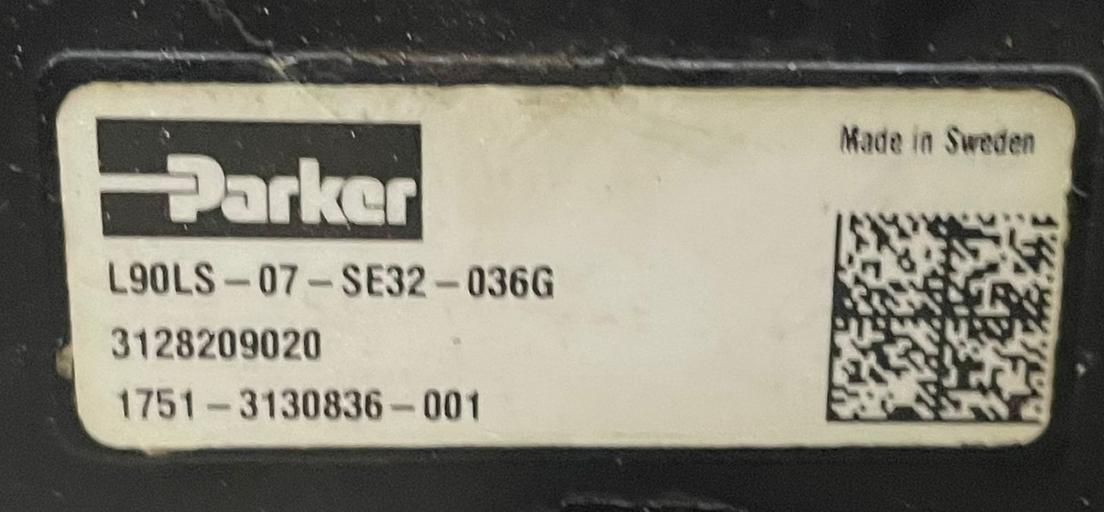 Parker
Made in Sweden
L90LS-07-SE32-036G
3128209020
1751-3130836-001